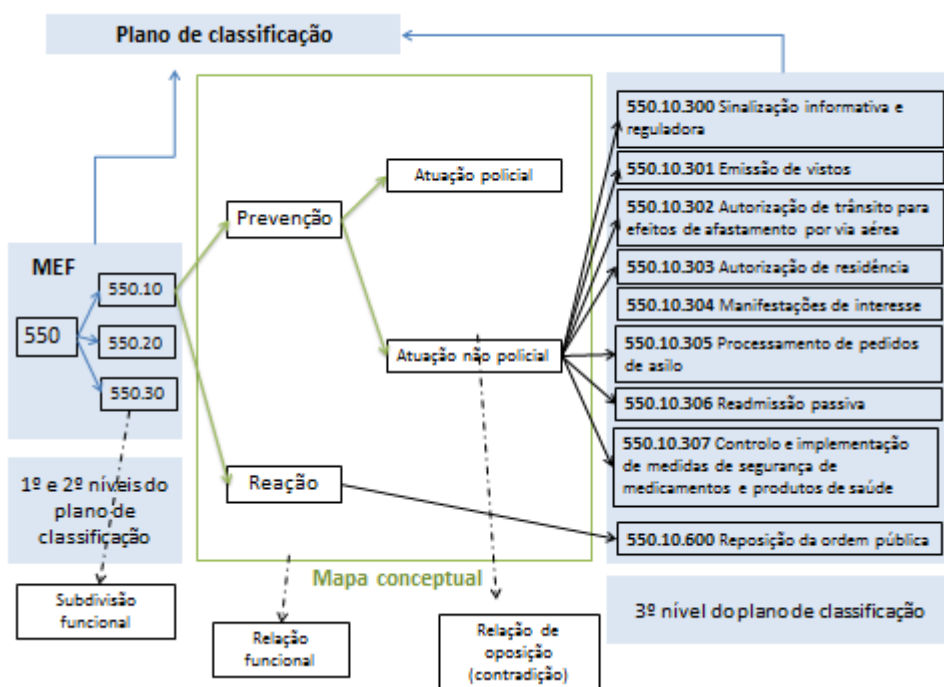 Plano de classificação
MEF
550
550.10
550.20
550.30
1º e 2º níveis do
plano de
classificação
Subdivisão
funcional
Prevenção
Reação
Atuação policial
Atuação não policial
Mapa conceptual
Relação
funcional
Relação de
oposição
(contradição)
550.10.300 Sinalização informativa e
reguladora
550.10.301 Emissão de vistos
550.10.302 Autorização de trânsito para
efeitos de afastamento por via aérea
550.10.303 Autorização de residência
550.10.304 Manifestações de interesse
550.10.305 Processamento de pedidos
de asilo
550.10.306 Readmissão passiva
550.10.307 Controlo e implementação
de medidas de segurança de
medicamentos e produtos de saúde
550.10.600 Reposição da ordem pública
3º nível do plano de classificação